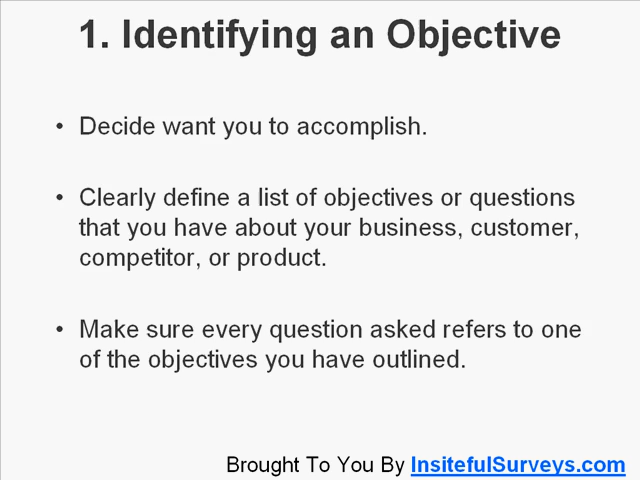 1. Identifying an Objective
• Decide want you to accomplish.
• Clearly define a list of objectives or questions
that you have about your business, customer,
competitor, or product.
• Make sure every question asked refers to one
of the objectives you have outlined.
Brought To You By InsitefulSurveys.com